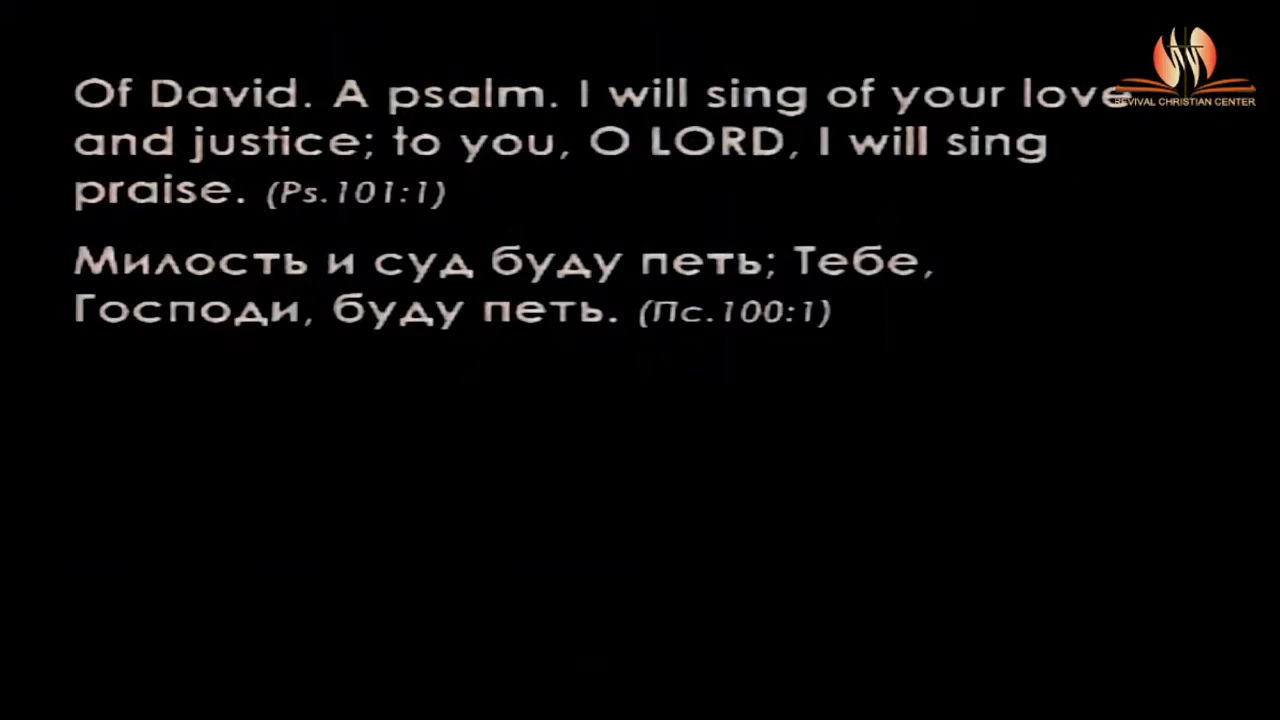 Of David. A psalm. I will sing of your love
and justice; to you, O LORD, I will sing
praise. (Ps.101:1)
Милость и суд буду петь; Тебе,
Господи, буду петь. (Пс.100:1)
REVIVAL CHRISTIAN CENTER